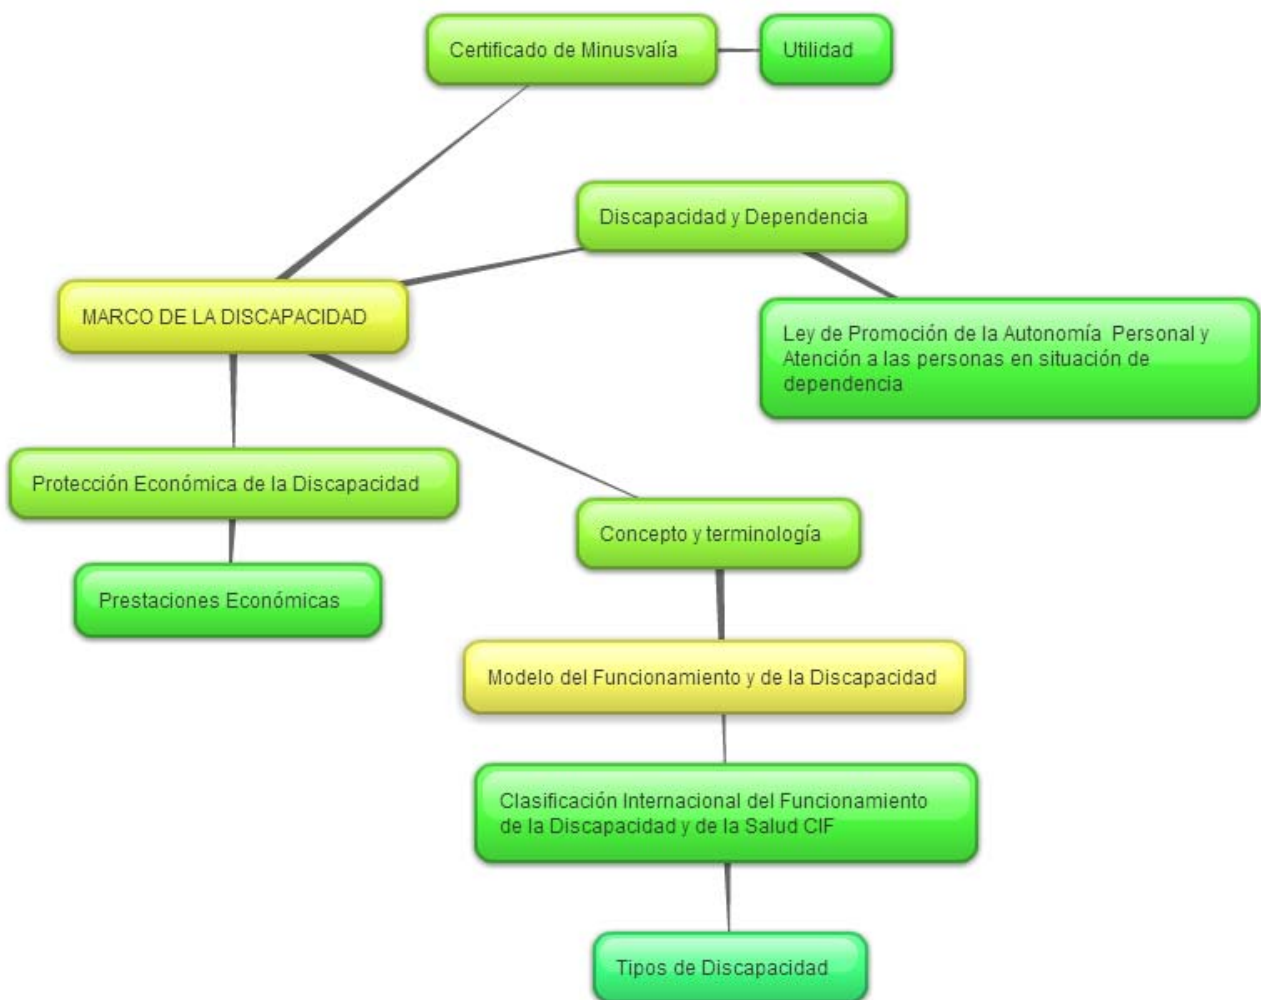 Certificado de Minusvalía
Utilidad
Discapacidad y Dependencia
MARCO DE LA DISCAPACIDAD
Ley de Promoción de la Autonomía  Personal y
Atención a las personas en situación de
dependencia
Protección Económica de la Discapacidad
Concepto y terminología
Prestaciones Económicas
Modelo del Funcionamiento y de la Discapacidad
Clasificación Internacional del Funcionamiento
de la Discapacidad y de la Salud CIF
Tipos de Discapacidad